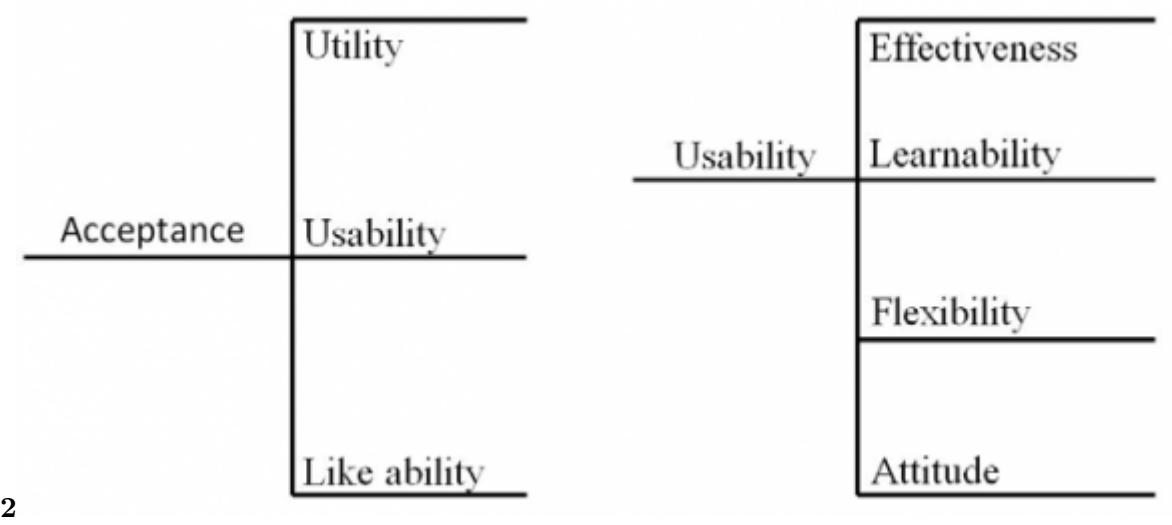 Utility
Acceptance
Usability
Like ability
Usability
Effectiveness
Learnability
Flexibility
Attitude
2